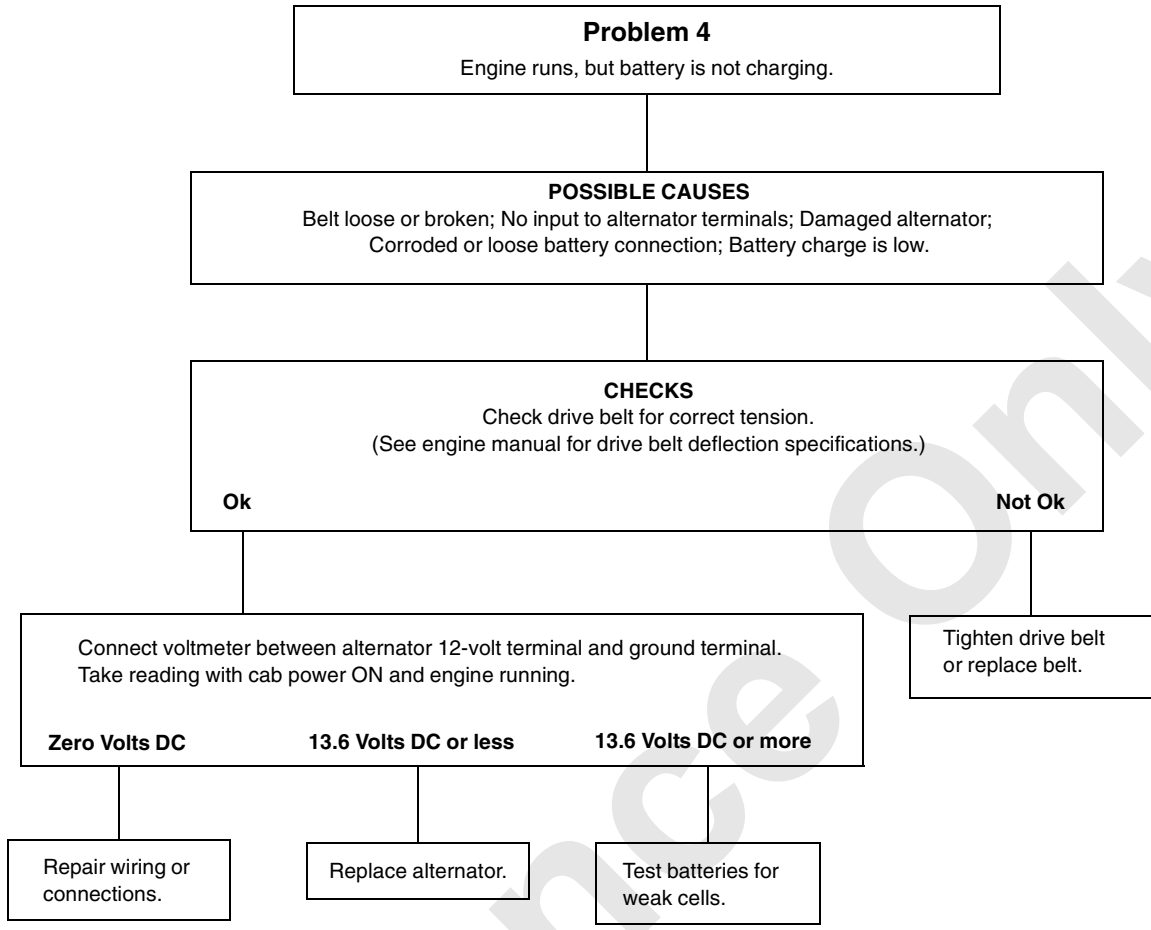 Problem 4
Engine runs, but battery is not charging.
POSSIBLE CAUSES
Belt loose or broken; No input to alternator terminals; Damaged alternator;
Corroded or loose battery connection; Battery charge is low.
CHECKS
Check drive belt for correct tension.
(See engine manual for drive belt deflection specifications.)
Ok
Not Ok
Connect voltmeter between alternator 12-volt terminal and ground terminal.
Take reading with cab power ON and engine running.
Zero Volts DC
13.6 Volts DC or less
13.6 Volts DC or more
Tighten drive belt
or replace belt.
Repair wiring or
connections.
Replace alternator.
Test batteries for
weak cells.
nce Only